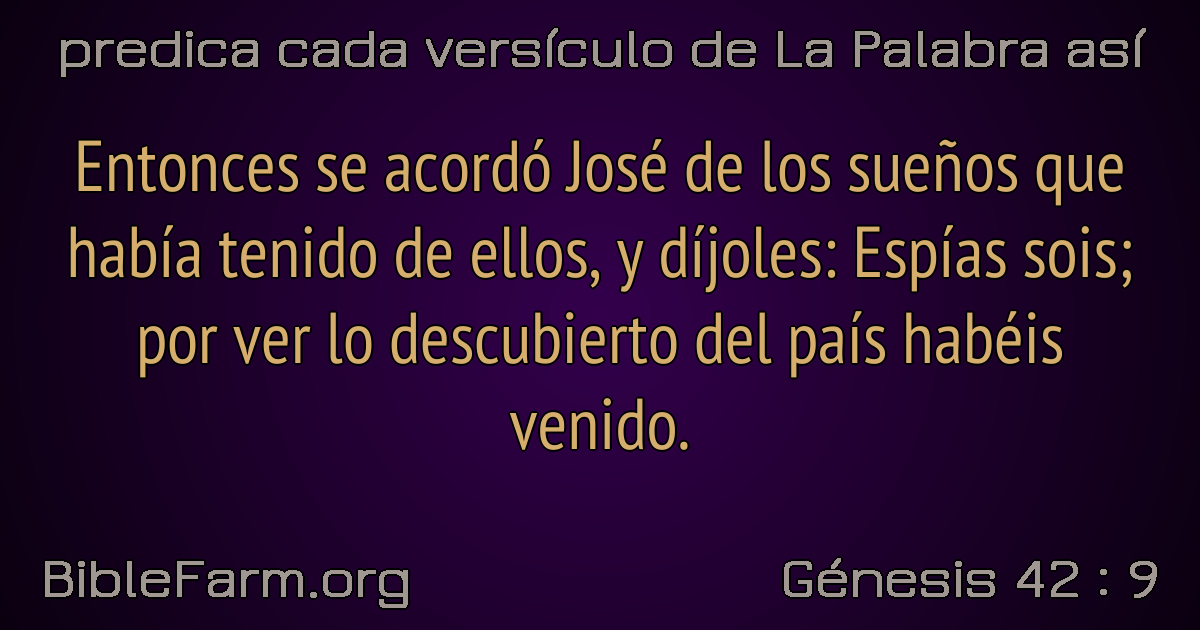 predica cada versículo de La Palabra así
Entonces se acordó José de los sueños que
había tenido de ellos, y díjoles: Espías sois;
por ver lo descubierto del país habéis
venido.
BibleFarm.org
Génesis 42 : 9